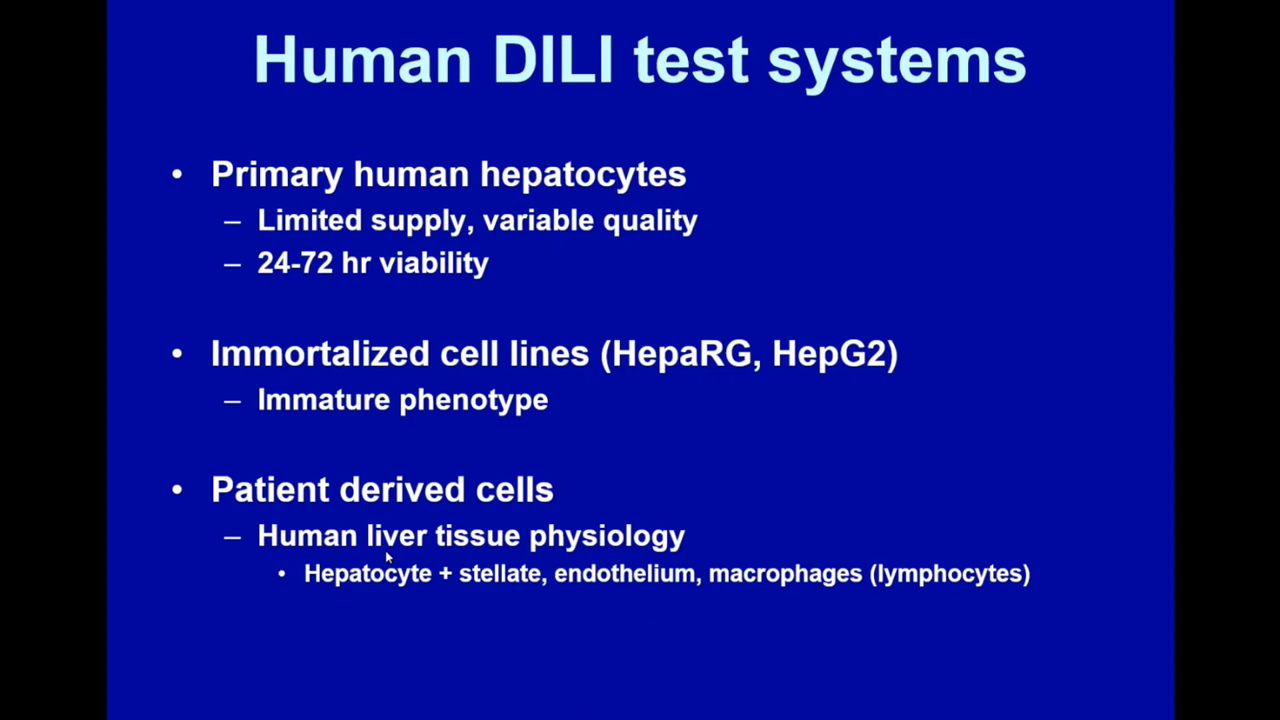 Human DILI test systems
• Primary human hepatocytes
– Limited supply, variable quality
– 24-72 hr viability
• Immortalized cell lines (HepaRG, HepG2)
– Immature phenotype
• Patient derived cells
– Human liver tissue physiology
• Hepatocyte + stellate, endothelium, macrophages (lymphocytes)